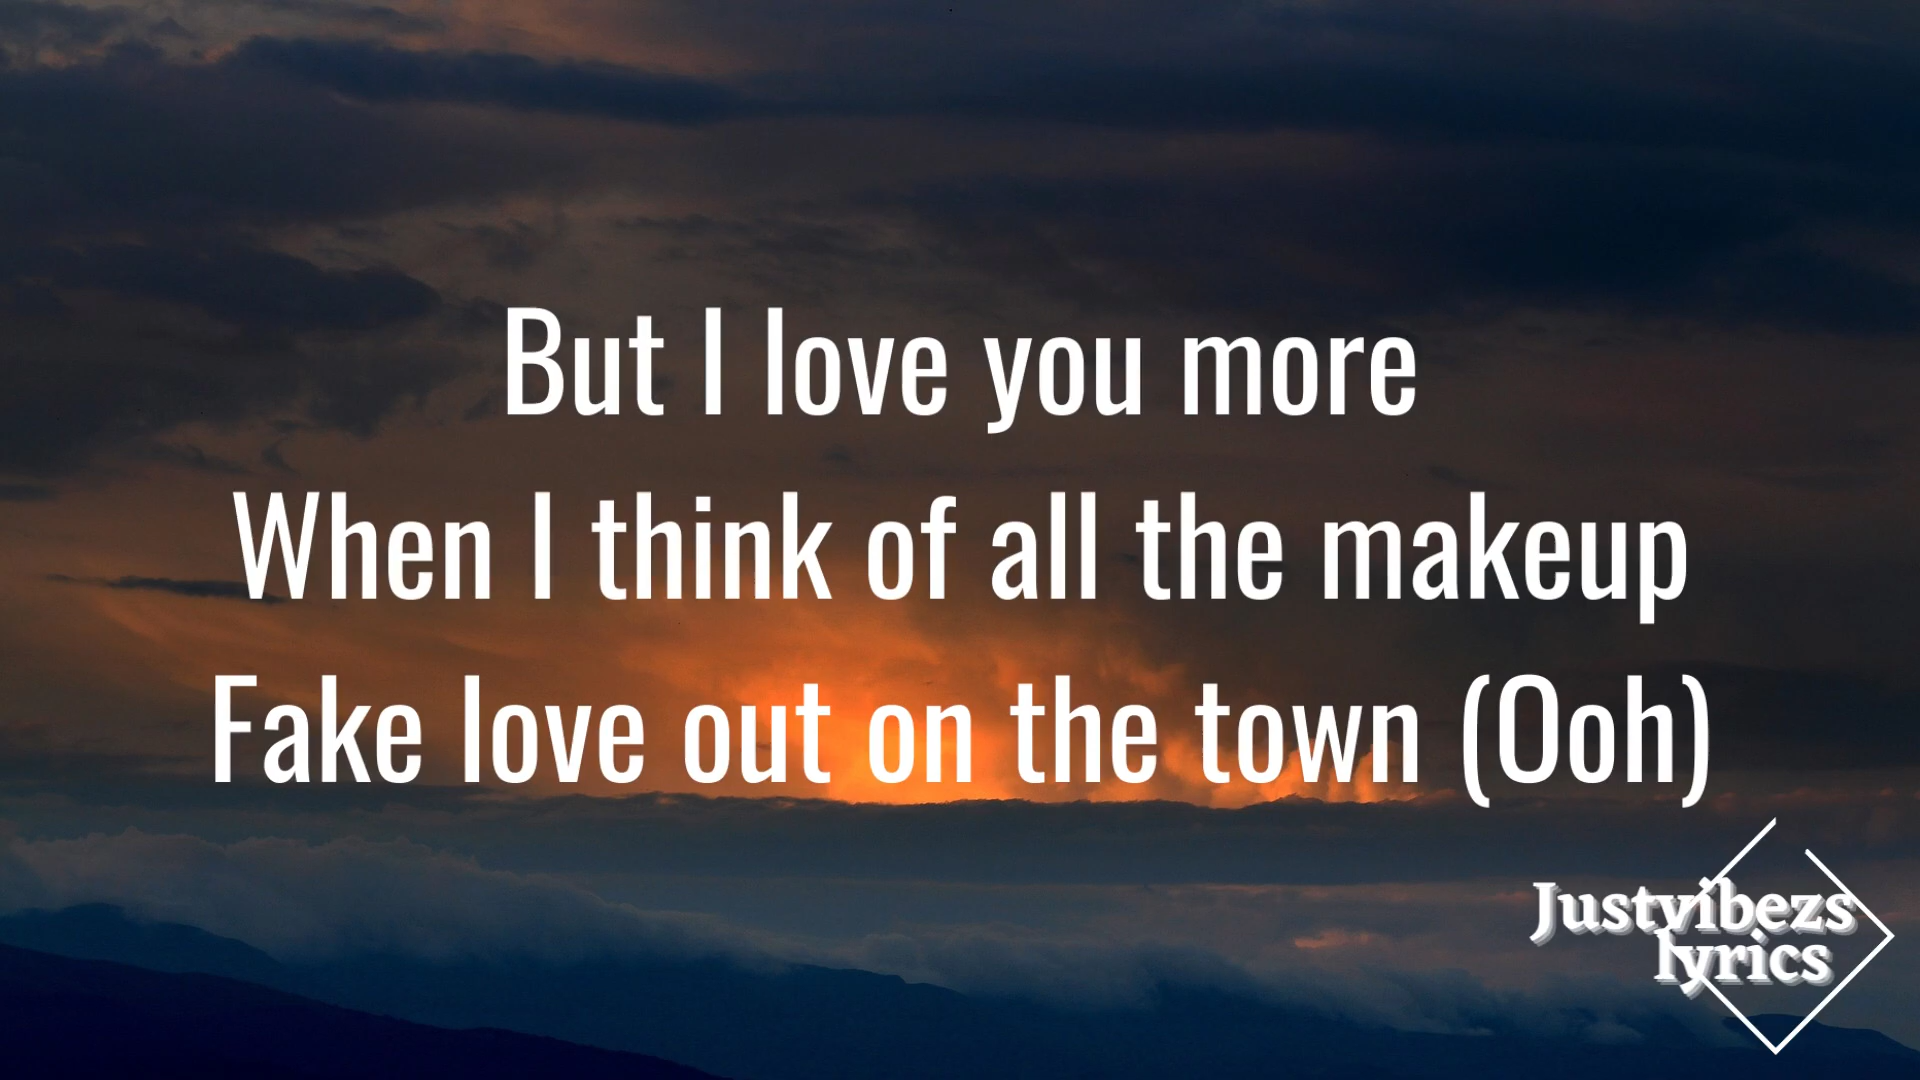 But I love you more
When I think of all the makeup
Fake love out on the town (Ooh)
Justvibezs
lyrics